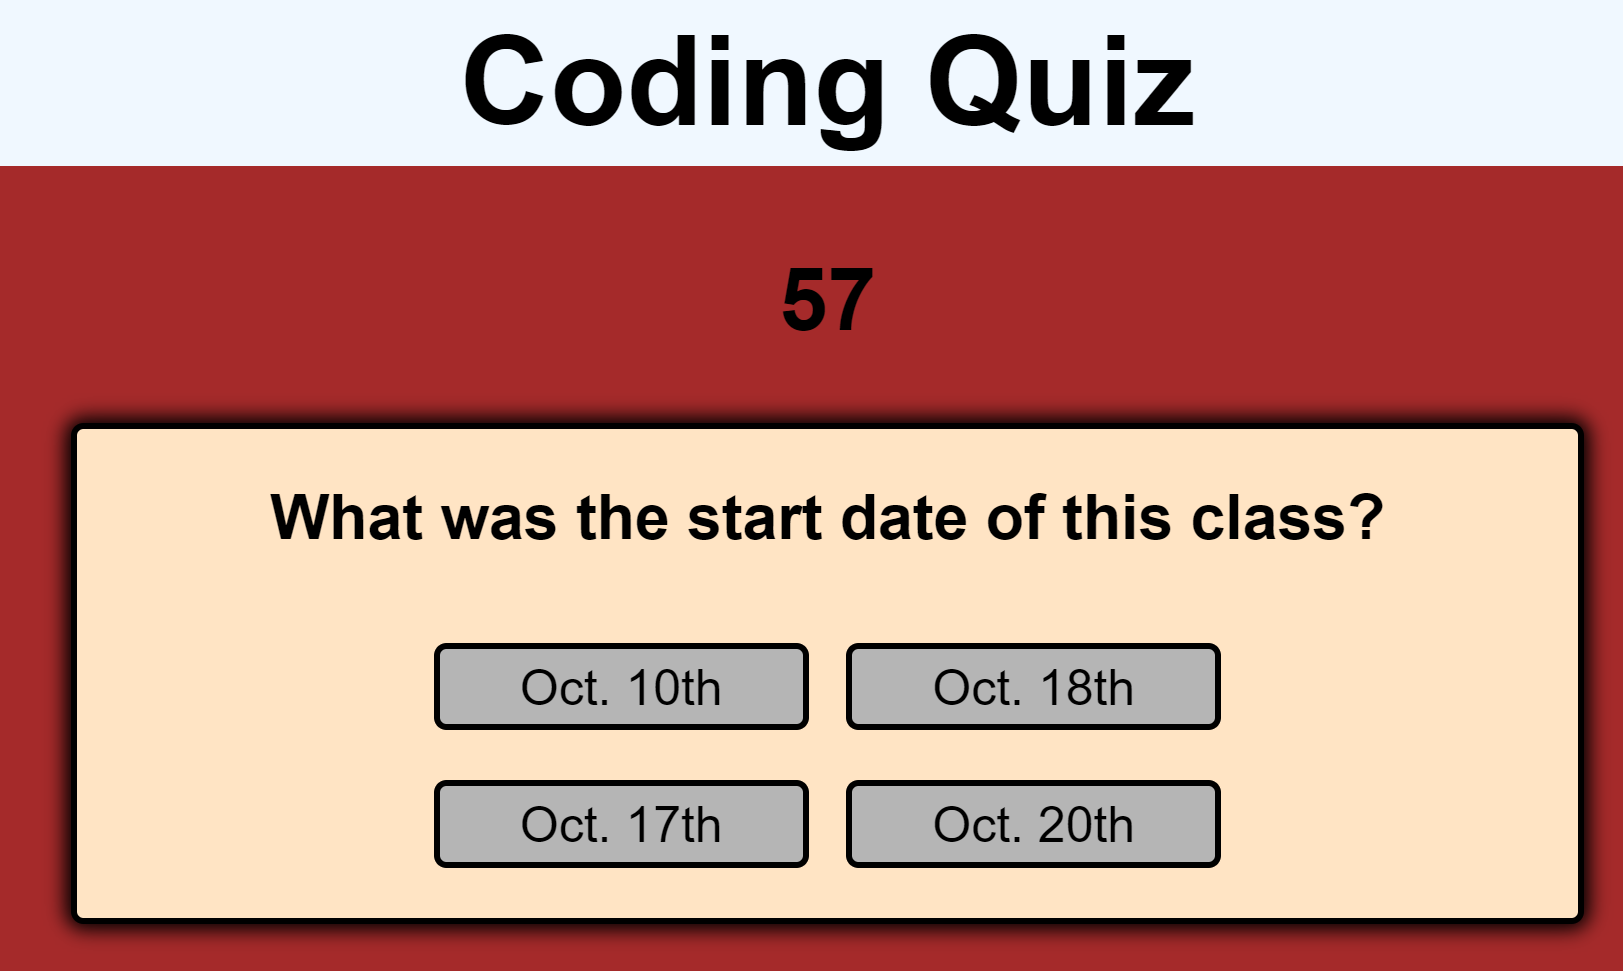 Coding Quiz
57
What was the start date of this class?
Oct. 10th
Oct. 18th
Oct. 17th
Oct. 20th